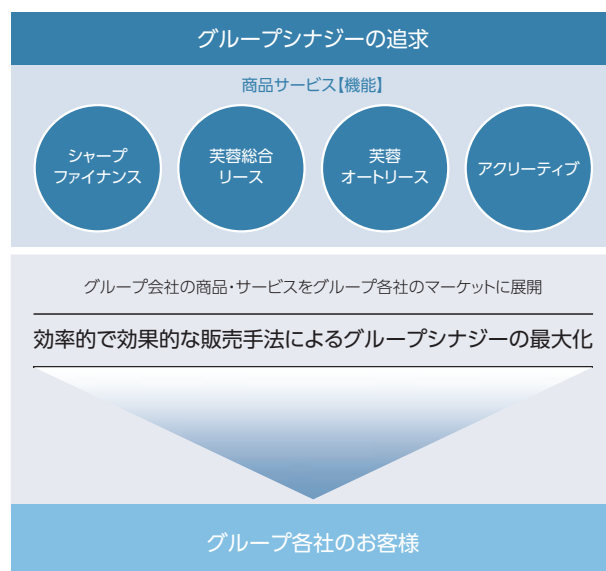 グループシナジーの追求
商品サービス【機能】
シャープ
ファイナンス
芙蓉総合
リース
芙蓉
オートリース
アクリーティブ
グループ会社の商品・サービスをグループ各社のマーケットに展開
効率的で効果的な販売手法によるグループシナジーの最大化
グループ各社のお客様